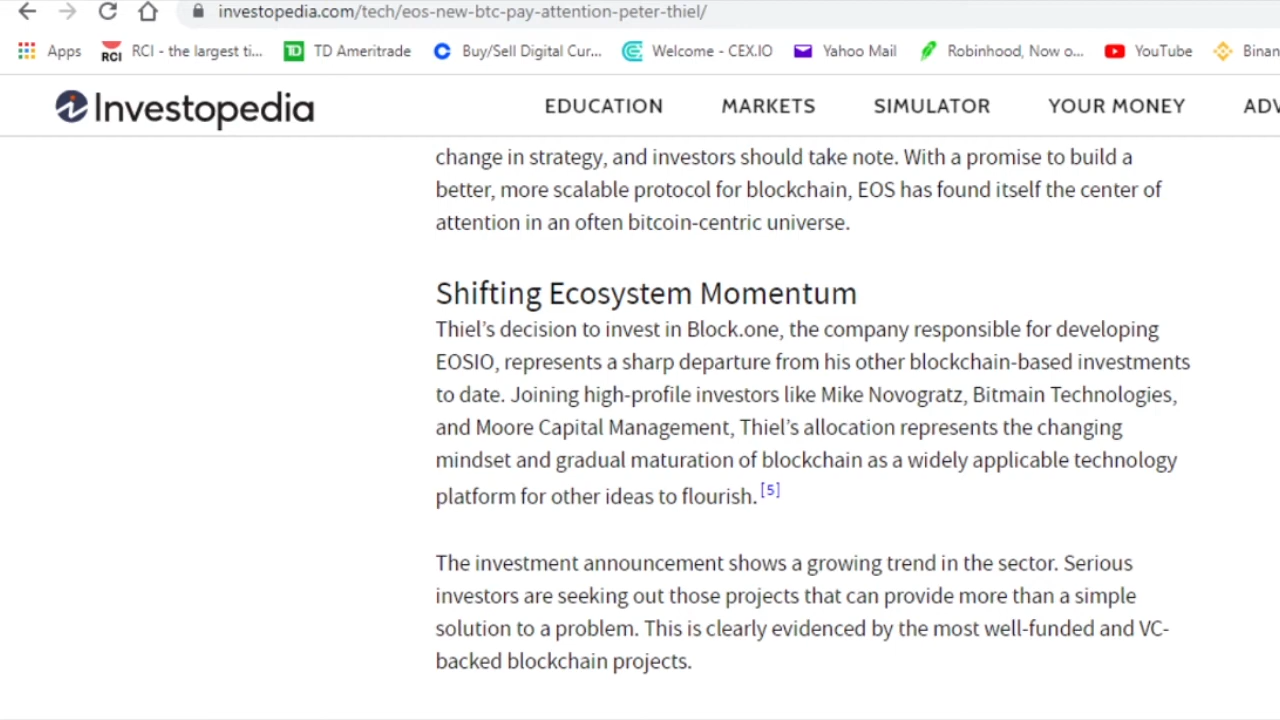 investopedia.com/tech/eos-new-btc-pay-attention-peter-thiel/
Apps RCI RCI - the largest ti... TD TD Ameritrade Buy/Sell Digital Cur... Welcome - CEX.IO Yahoo Mail Robinhood, Now o... YouTube Binan
Investopedia EDUCATION MARKETS SIMULATOR YOUR MONEY ADV
change in strategy, and investors should take note. With a promise to build a
better, more scalable protocol for blockchain, EOS has found itself the center of
attention in an often bitcoin-centric universe.
Shifting Ecosystem Momentum
Thiel’s decision to invest in Block.one, the company responsible for developing
EOSIO, represents a sharp departure from his other blockchain-based investments
to date. Joining high-profile investors like Mike Novogratz, Bitmain Technologies,
and Moore Capital Management, Thiel’s allocation represents the changing
mindset and gradual maturation of blockchain as a widely applicable technology
platform for other ideas to flourish. [5]
The investment announcement shows a growing trend in the sector. Serious
investors are seeking out those projects that can provide more than a simple
solution to a problem. This is clearly evidenced by the most well-funded and VC-
backed blockchain projects.